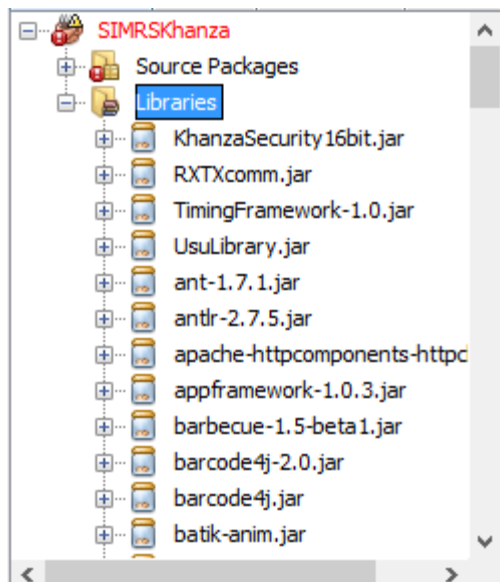 SIMRSKhanza
Source Packages
Libraries
KhanzaSecurity16bit.jar
RXTXcomm.jar
TimingFramework-1.0.jar
UsuLibrary.jar
ant-1.7.1.jar
antlr-2.7.5.jar
apache-httpcomponents-httpcl
appframework-1.0.3.jar
barbecue-1.5-beta1.jar
barcode4j-2.0.jar
barcode4j.jar
batik-anim.jar